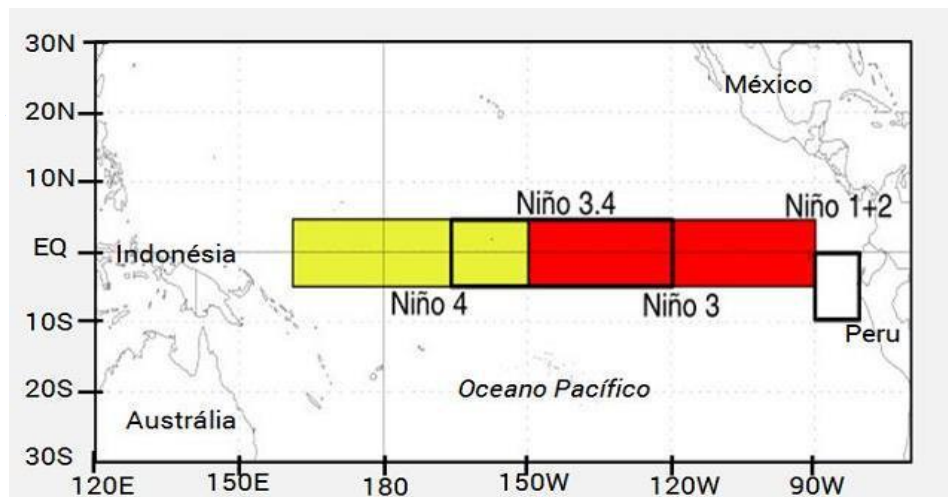 30N
México
20N
10N
Niño 3.4
Niño 1+2
EQ
Indonésia
Niño 4
Niño 3
10S
Peru
20S
Oceano Pacífico
Austrália
30S
120E
150E
180
150W
120W
90W